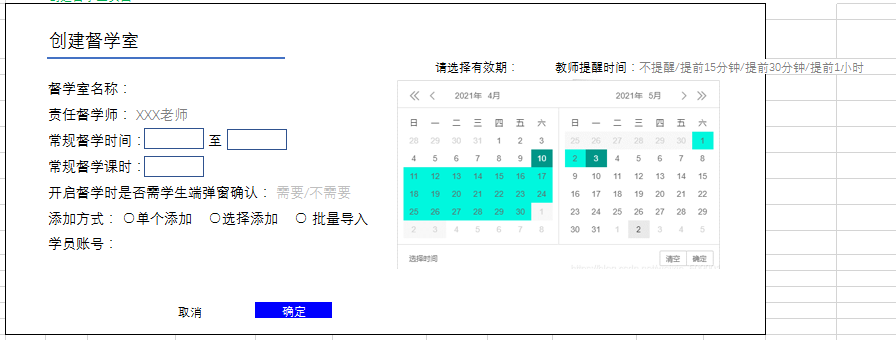 创建督学室
请选择有效期：
教师提醒时间：不提醒/提前15分钟/提前30分钟/提前1小时
督学室名称：
责任督学师： XXX老师
常规督学时间： 至
常规督学课时：
开启督学时是否需学生端弹窗确认： 需要/不需要
添加方式： 单个添加 选择添加 批量导入
学员账号：
取消 确定
2021年 4月
日 一 二 三 四 五 六
28 29 30 31 1 2 3
4 5 6 7 8 9 10
11 12 13 14 15 16 17
18 19 20 21 22 23 24
25 26 27 28 29 30 1
2 3 4 5 6 7 8
2021年 5月
日 一 二 三 四 五 六
25 26 27 28 29 30 1
2 3 4 5 6 7 8
9 10 11 12 13 14 15
16 17 18 19 20 21 22
23 24 25 26 27 28 29
30 31 1 2 3 4 5
选择时间 清空 确定